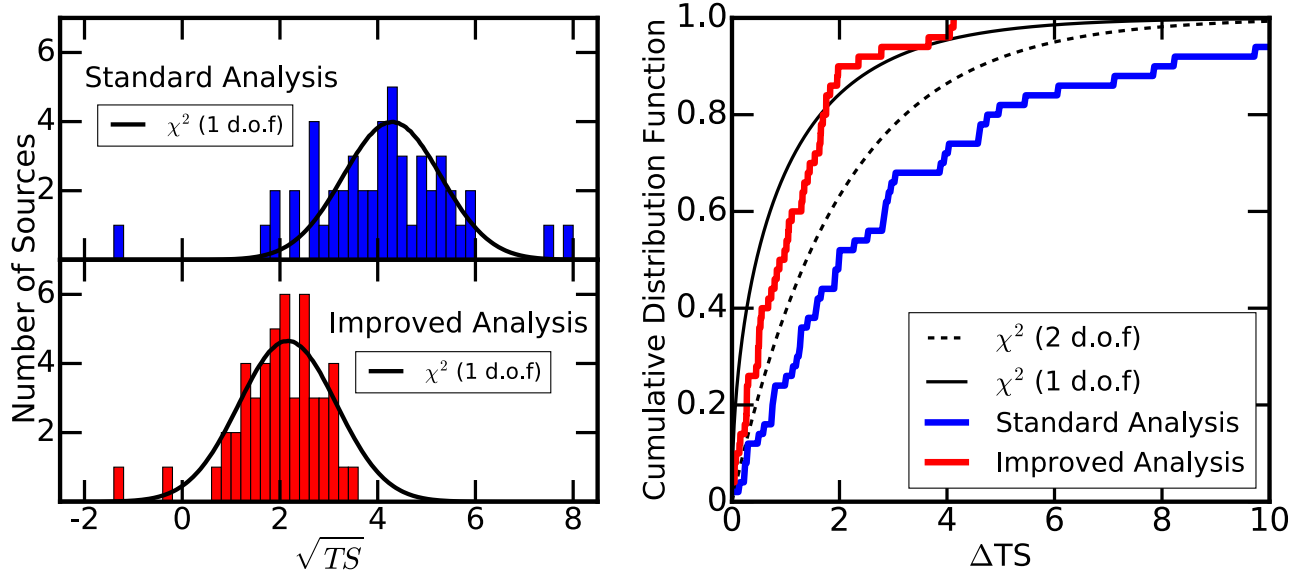 Number of Sources
6
4
2
Standard Analysis
χ² (1 d.o.f)
6
4
2
Improved Analysis
χ² (1 d.o.f)
-2 0 2 4 6 8
√TS
Cumulative Distribution Function
1.0
0.8
0.6
0.4
0.2
0
χ² (2 d.o.f)
χ² (1 d.o.f)
Standard Analysis
Improved Analysis
0 2 4 6 8 10
ΔTS